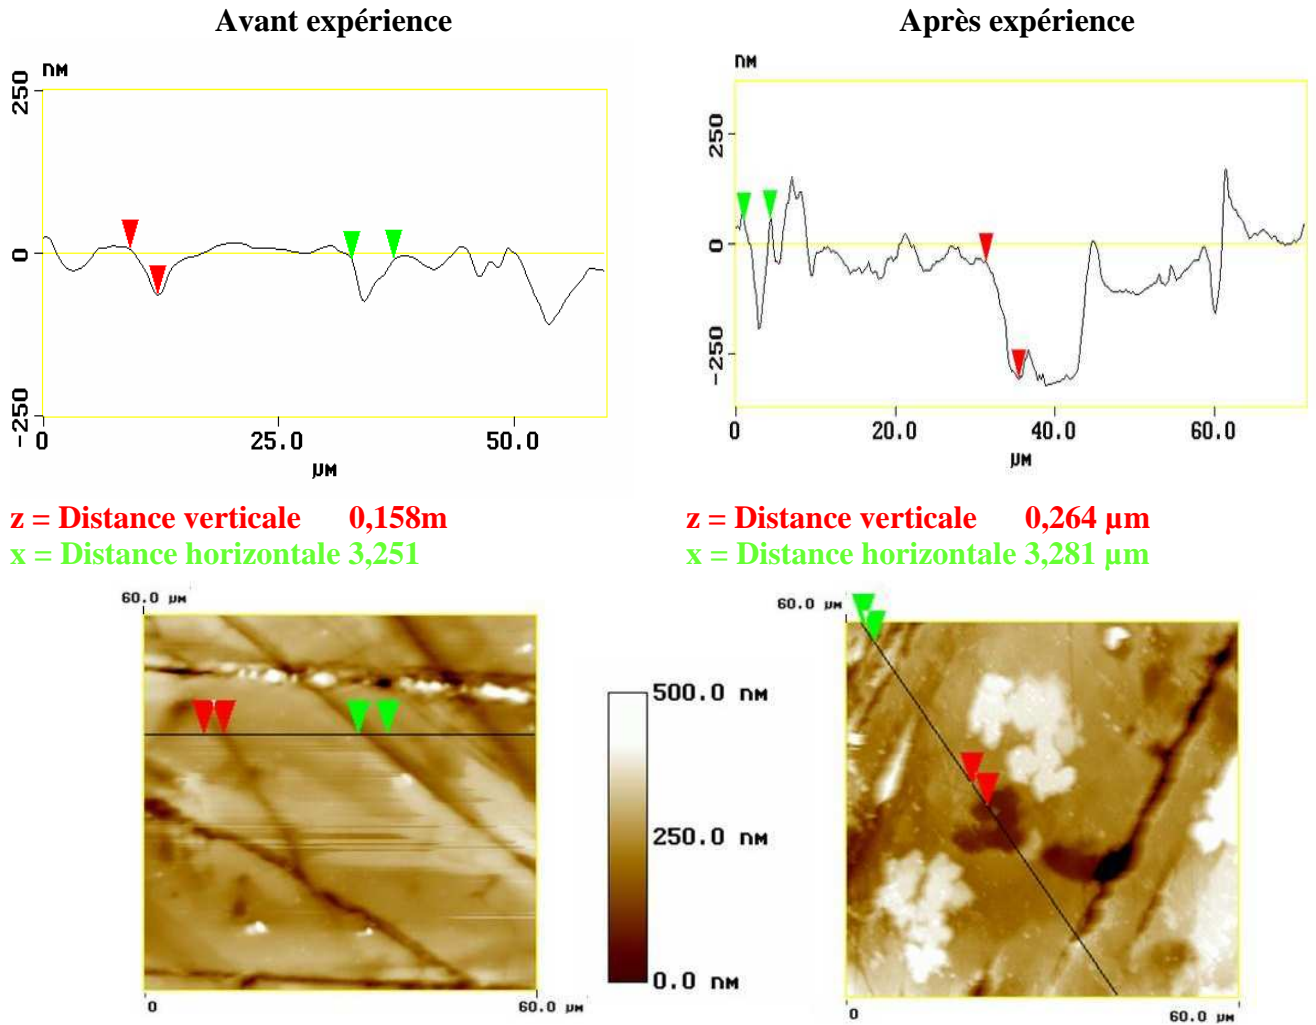 Avant expérience
Après expérience
nM
250
0
-250
0
25.0
50.0
µM
nM
250
0
-250
0
20.0
40.0
60.0
µM
z = Distance verticale 0,158m
x = Distance horizontale 3,251
z = Distance verticale 0,264 µm
x = Distance horizontale 3,281 µm
60.0 µM
0
60.0 µM
500.0 nM
250.0 nM
0.0 nM
60.0 µM
0
60.0 µM